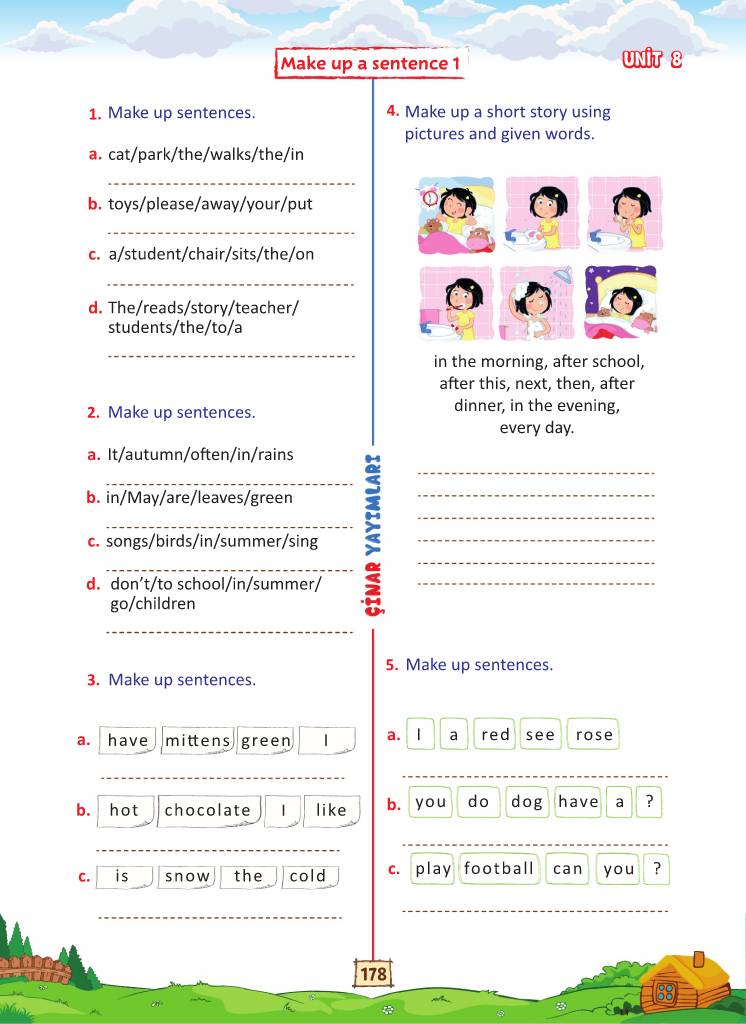 Make up a sentence 1
UNİT 8
1. Make up sentences.
a. cat/park/the/walks/the/in
b. toys/please/away/your/put
c. a/student/chair/sits/the/on
d. The/reads/story/teacher/
students/the/to/a
2. Make up sentences.
a. It/autumn/often/in/rains
b. in/May/are/leaves/green
c. songs/birds/in/summer/sing
d. don't/to school/in/summer/
go/children
3. Make up sentences.
a. have mittens green I
b. hot chocolate I like
c. is snow the cold
ÇİNAR YAYIMLARI
4. Make up a short story using
pictures and given words.
in the morning, after school,
after this, next, then, after
dinner, in the evening,
every day.
5. Make up sentences.
a. I a red see rose
b. you do dog have a ?
c. play football can you ?
178